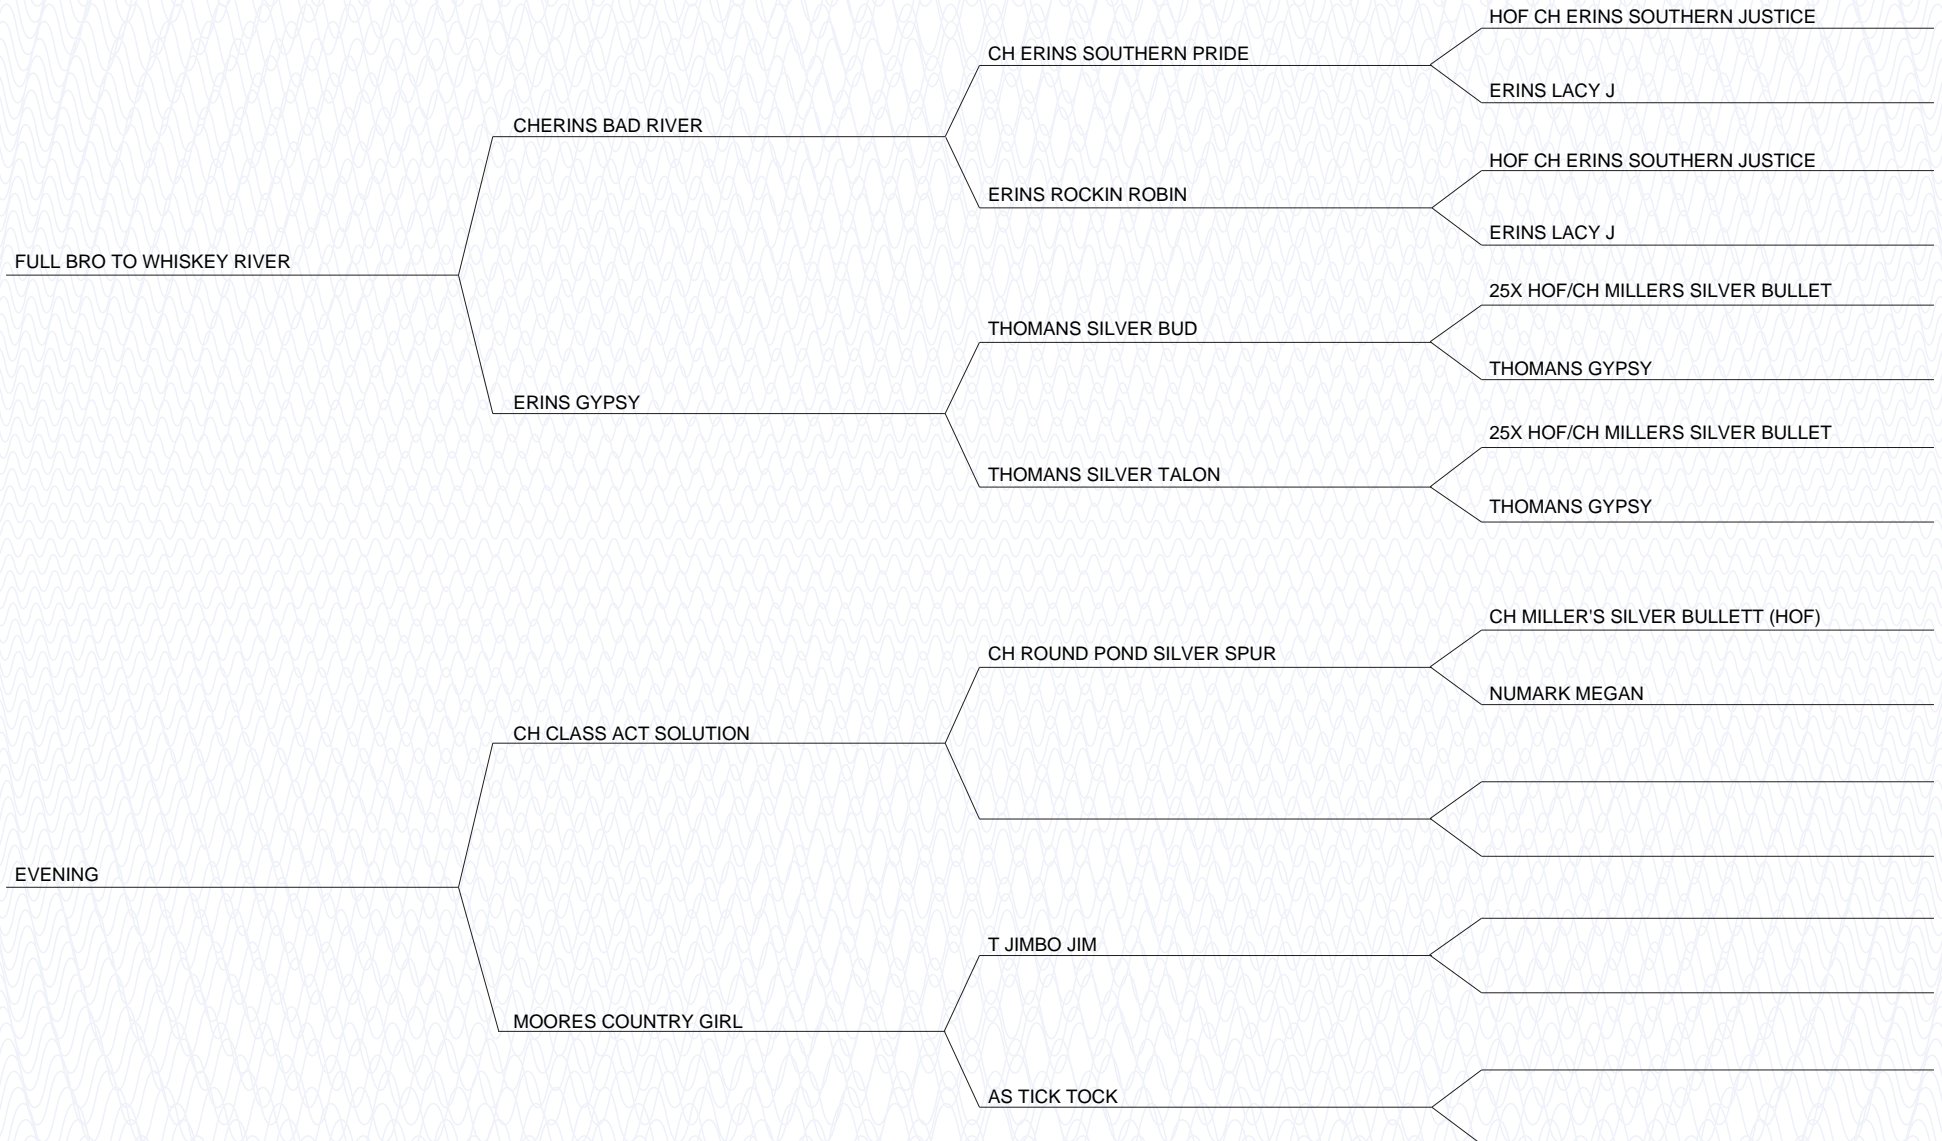 HOF CH ERINS SOUTHERN JUSTICE
CH ERINS SOUTHERN PRIDE
ERINS LACY J
CHERINS BAD RIVER
HOF CH ERINS SOUTHERN JUSTICE
ERINS ROCKIN ROBIN
ERINS LACY J
FULL BRO TO WHISKEY RIVER
25X HOF/CH MILLERS SILVER BULLET
THOMANS SILVER BUD
THOMANS GYPSY
ERINS GYPSY
25X HOF/CH MILLERS SILVER BULLET
THOMANS SILVER TALON
THOMANS GYPSY
CH MILLER'S SILVER BULLETT (HOF)
CH ROUND POND SILVER SPUR
NUMARK MEGAN
CH CLASS ACT SOLUTION
EVENING
T JIMBO JIM
MOORES COUNTRY GIRL
AS TICK TOCK